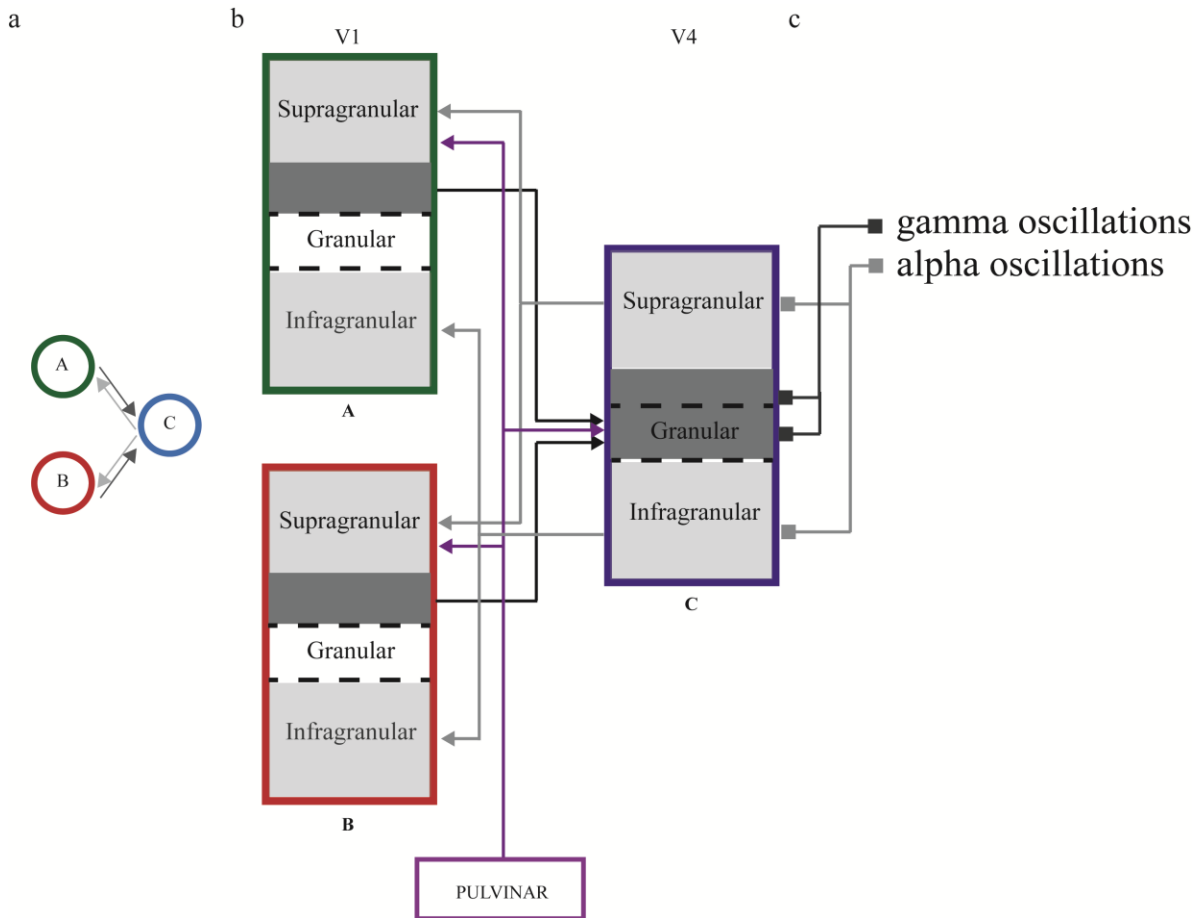 a
b
c
V1
V4
Supragranular
Granular
Infragranular
A
Supragranular
Granular
Infragranular
B
Supragranular
Granular
Infragranular
C
A
B
C
gamma oscillations
alpha oscillations
PULVINAR